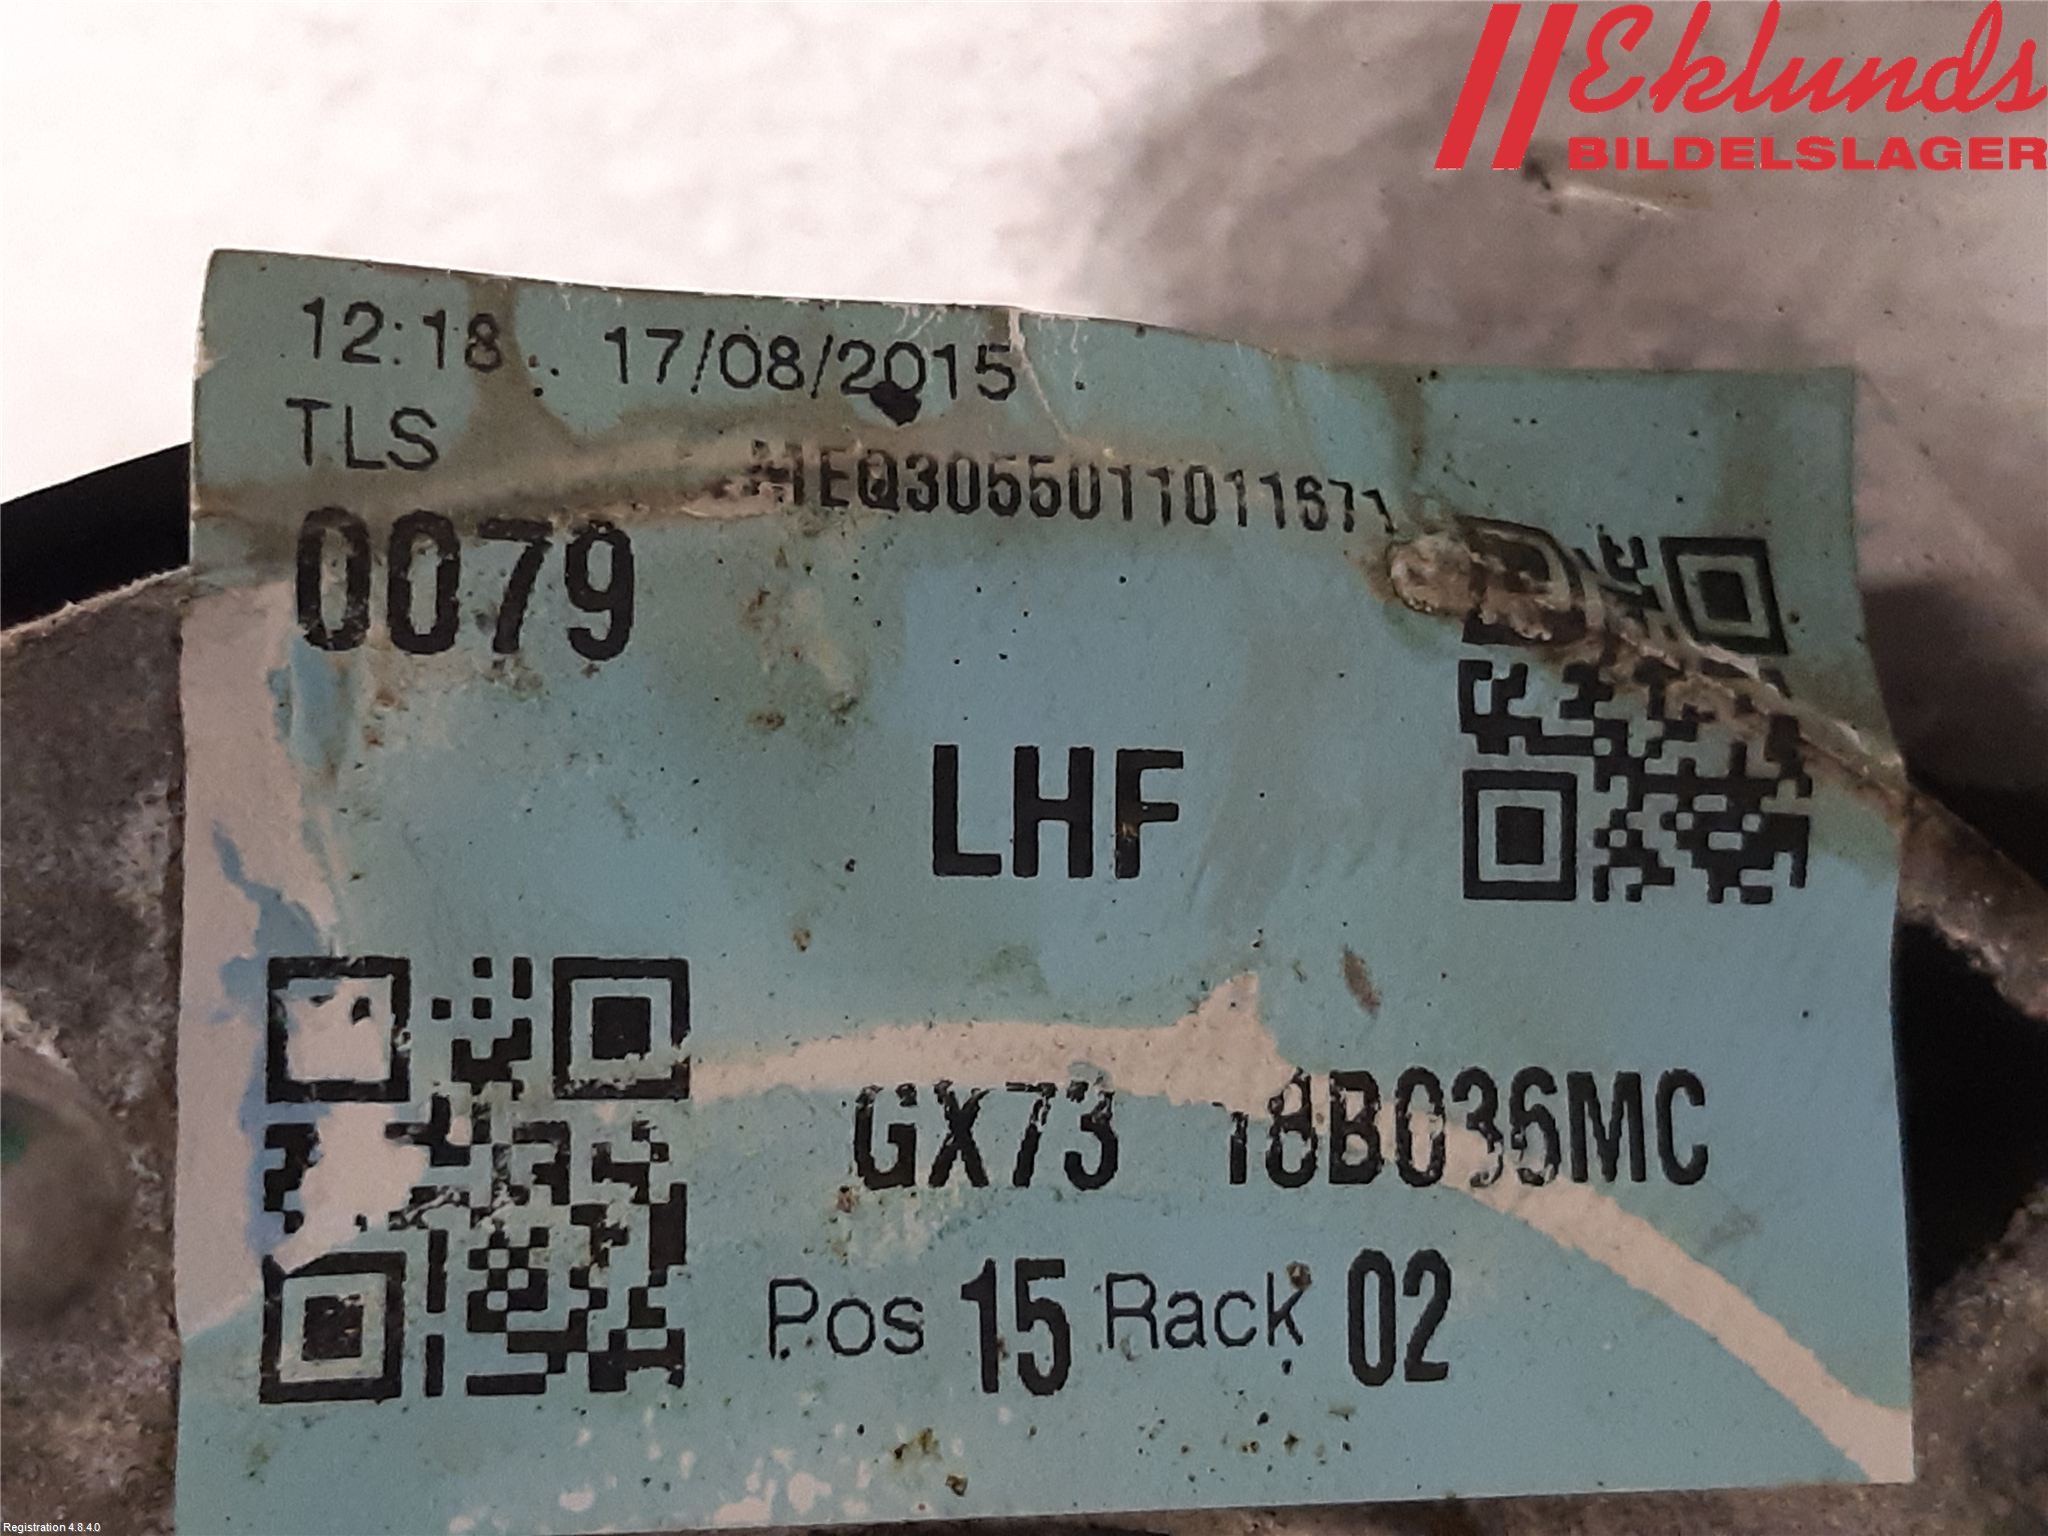 Eklunds
BILDELSLAGER
12:18 17/08/2015
TLS
MEQ3055011011671
0079
LHF
GX73 18B036MC
Pos 15 Rack 02
Registration 4.8.4.0